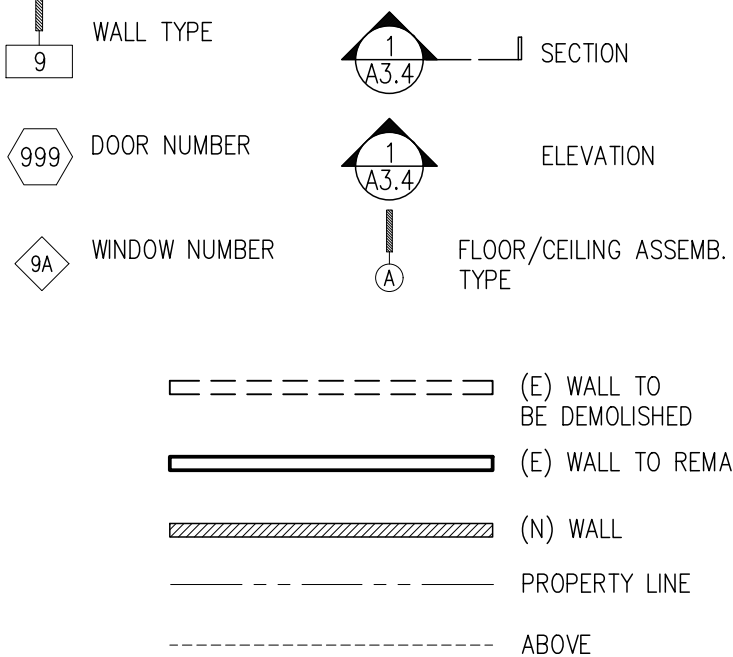 WALL TYPE
9
1
A3.4
SECTION
999
DOOR NUMBER
1
A3.4
ELEVATION
9A
WINDOW NUMBER
A
FLOOR/CEILING ASSEMB.
TYPE
(E) WALL TO
BE DEMOLISHED
(E) WALL TO REMA
(N) WALL
PROPERTY LINE
ABOVE